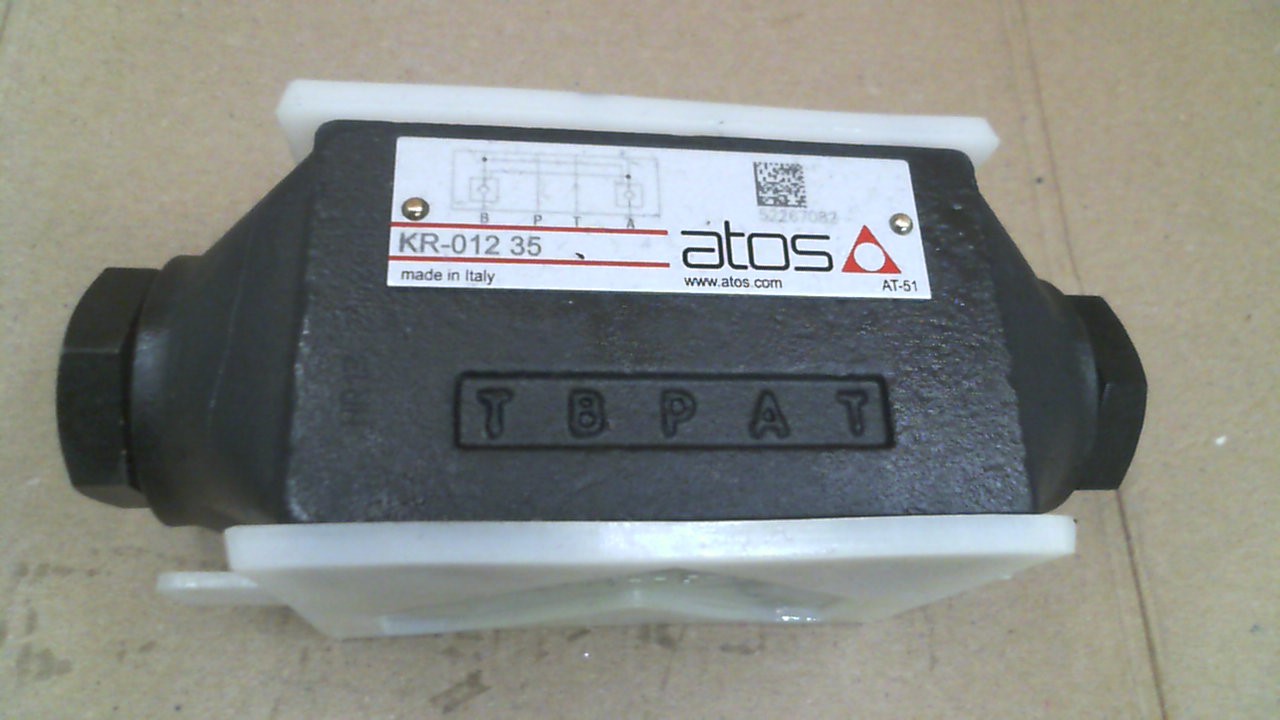 B P T A
52267082
KR-012 35
made in Italy
atos
www.atos.com
AT-51
T B P A T